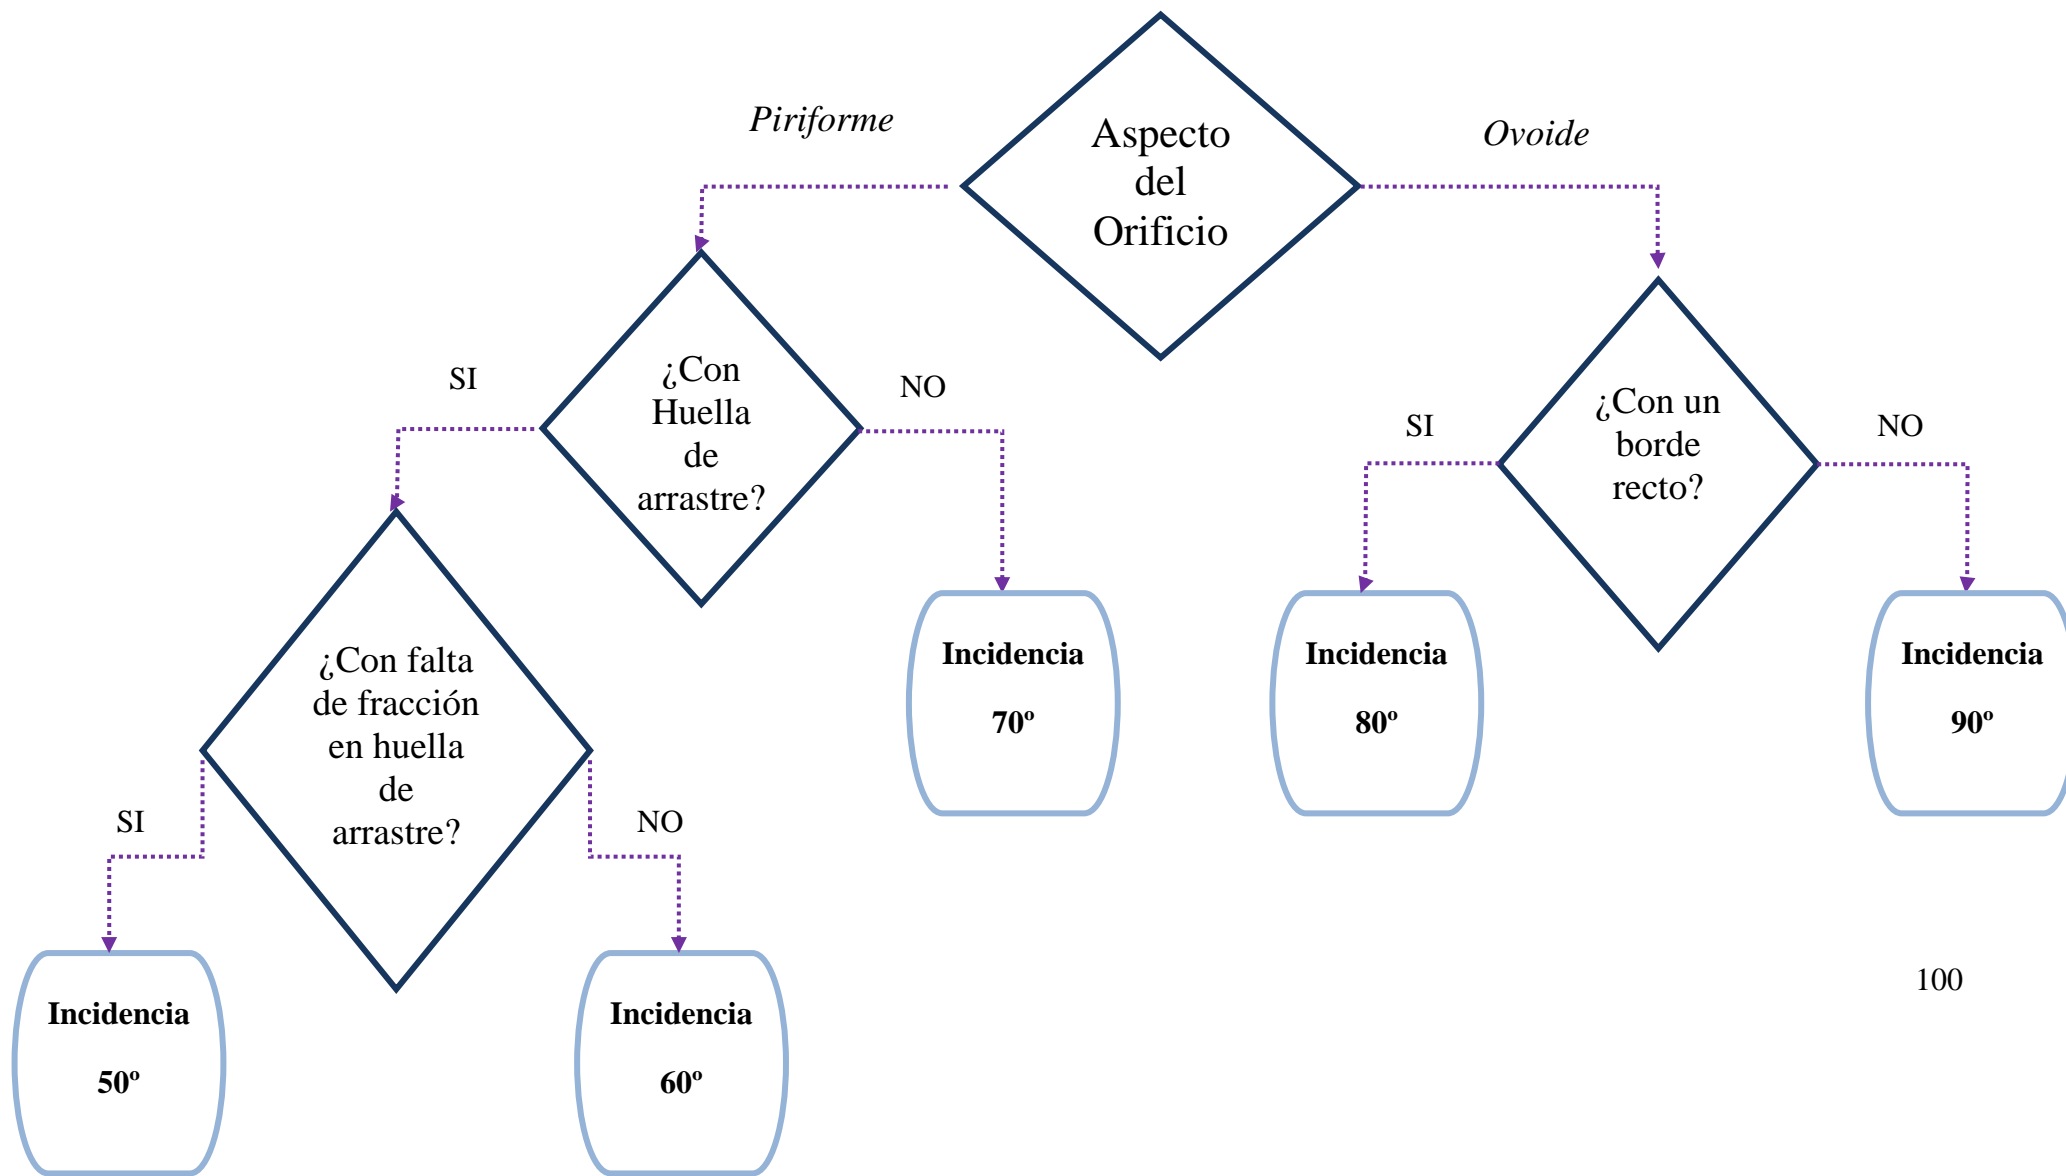 Piriforme
Ovoide
Aspecto
del
Orificio
SI
¿Con
Huella
de
arrastre?
NO
SI
¿Con un
borde
recto?
NO
¿Con falta
de fracción
en huella
de
arrastre?
SI
NO
Incidencia
70º
Incidencia
80º
Incidencia
90º
Incidencia
50º
Incidencia
60º
100